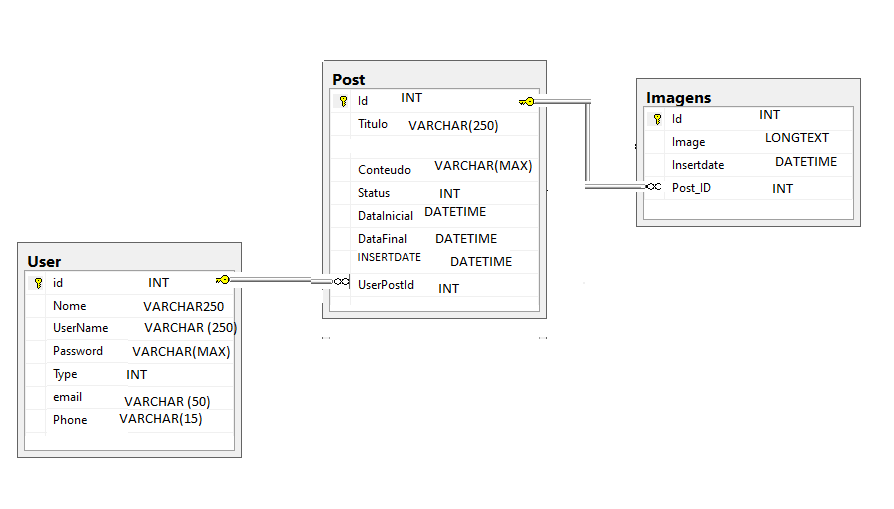 Post
Id INT
Titulo VARCHAR(250)
Conteudo VARCHAR(MAX)
Status INT
DataInicial DATETIME
DataFinal DATETIME
INSERTDATE DATETIME
UserPostId INT
Imagens
Id INT
Image LONGTEXT
Insertdate DATETIME
Post_ID INT
User
id INT
Nome VARCHAR250
UserName VARCHAR (250)
Password VARCHAR(MAX)
Type INT
email VARCHAR (50)
Phone VARCHAR(15)